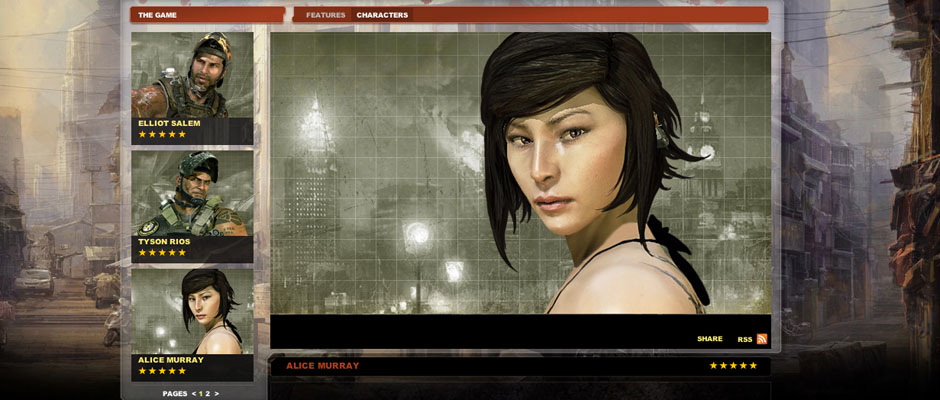 THE GAME
FEATURES CHARACTERS
ELLIOT SALEM
TYSON RIOS
ALICE MURRAY
PAGES < 1 2 >
SHARE RSS
ALICE MURRAY